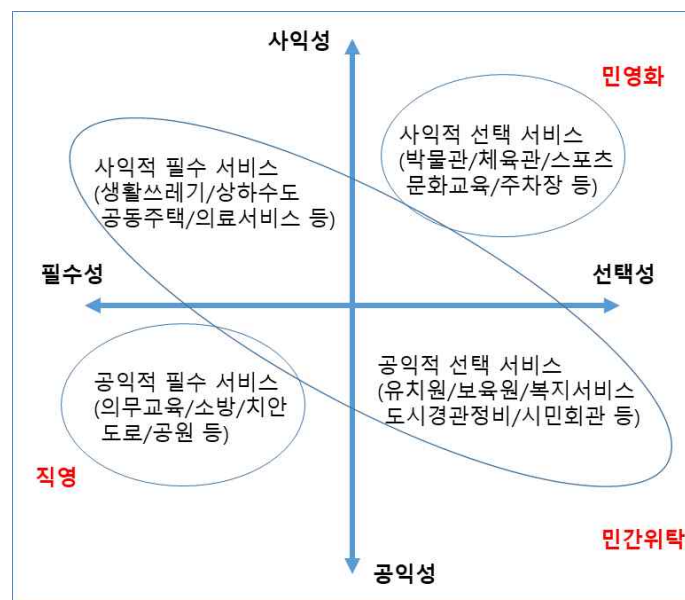 사익성
민영화
사익적 선택 서비스
(박물관/체육관/스포츠
문화교육/주차장 등)
사익적 필수 서비스
(생활쓰레기/상하수도
공동주택/의료서비스 등)
필수성
선택성
공익적 필수 서비스
(의무교육/소방/치안
도로/공원 등)
공익적 선택 서비스
(유치원/보육원/복지서비스
도시경관정비/시민회관 등)
직영
민간위탁
공익성